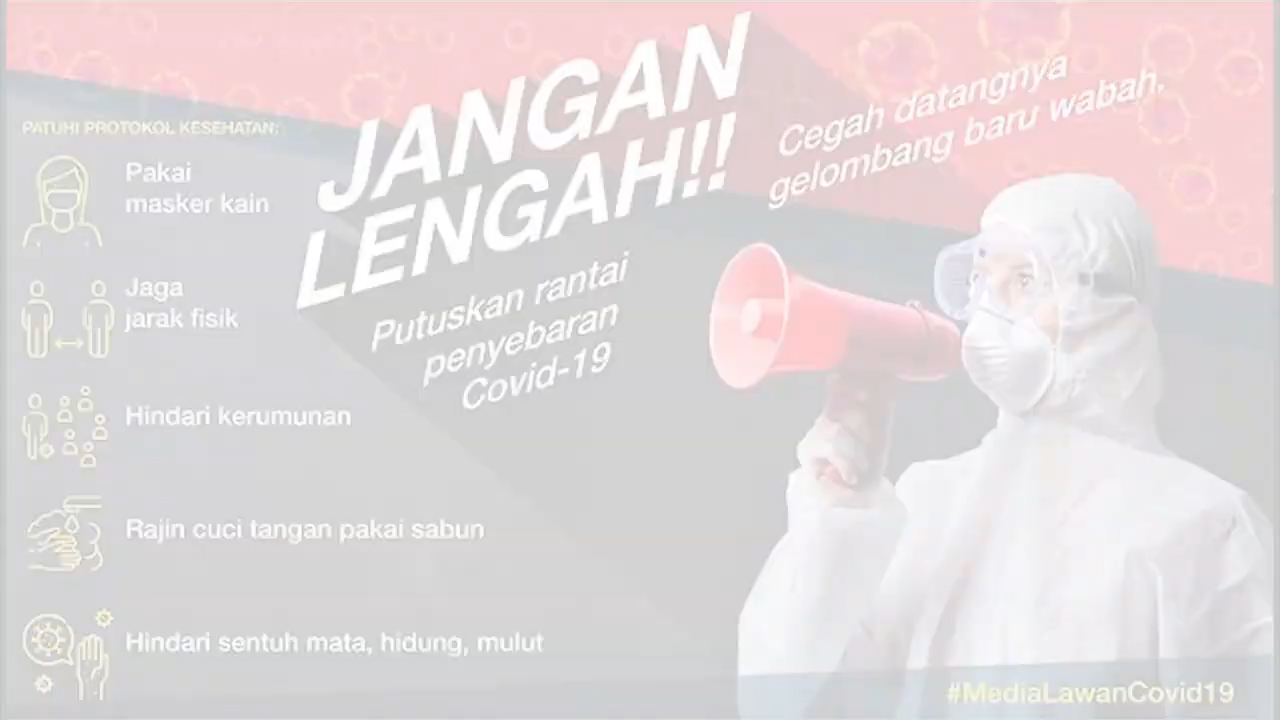 JANGAN
LENGAH!!
Cegah datangnya
gelombang baru wabah.
Putuskan rantai
penyebaran
Covid-19
PATUHI PROTOKOL KESEHATAN:
Pakai
masker kain
Jaga
jarak fisik
Hindari kerumunan
Rajin cuci tangan pakai sabun
Hindari sentuh mata, hidung, mulut
#MediaLawanCovid19